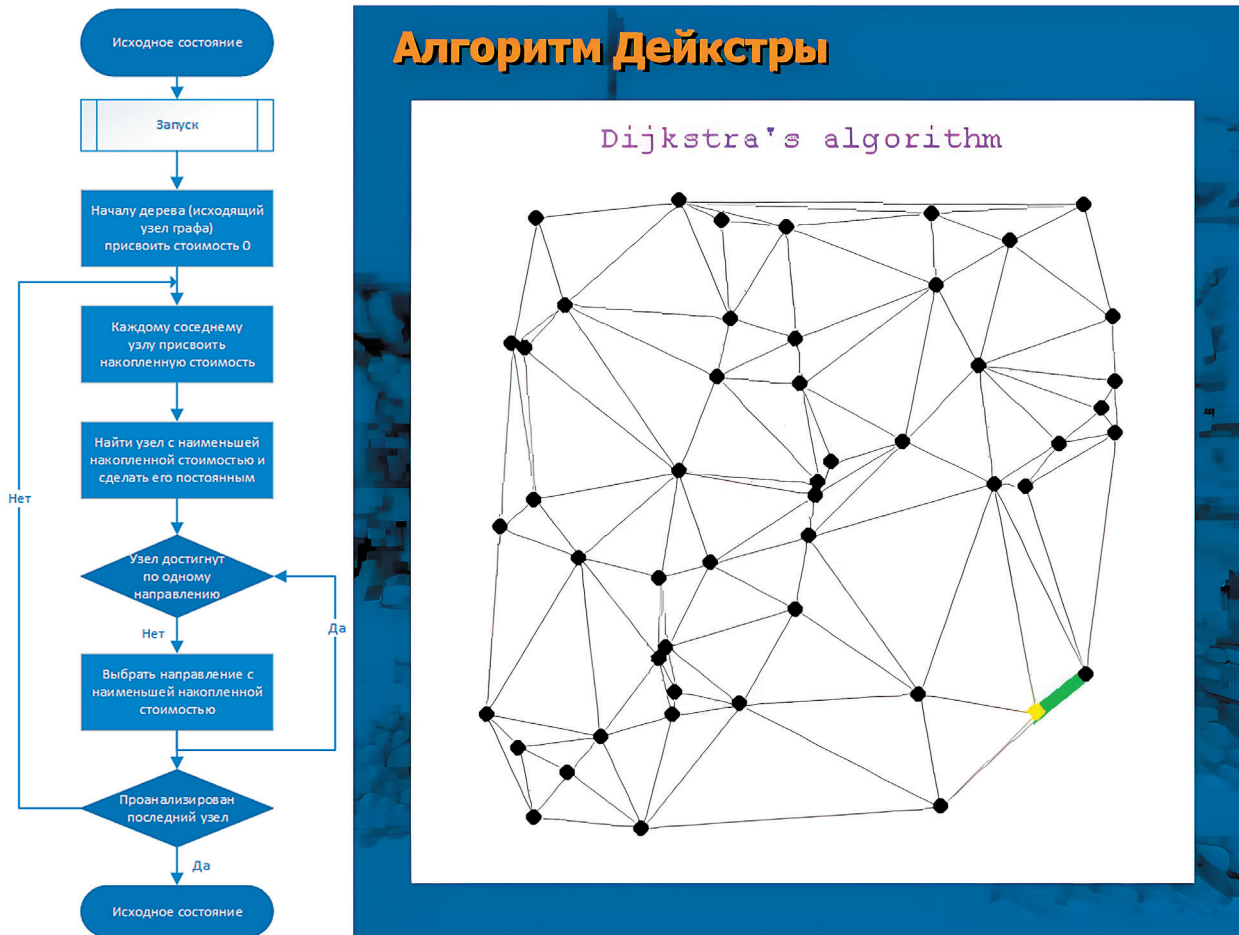 Исходное состояние
Запуск
Началу дерева (исходящий
узел графа)
присвоить стоимость 0
Каждому соседнему
узлу присвоить
накопленную стоимость
Найти узел с наименьшей
накопленной стоимостью и
сделать его постоянным
Нет
Узел достигнут
по одному
направлению
Да
Нет
Выбрать направление с
наименьшей накопленной
стоимостью
Проанализирован
последний узел
Да
Исходное состояние
Алгоритм Дейкстры
Dijkstra's algorithm